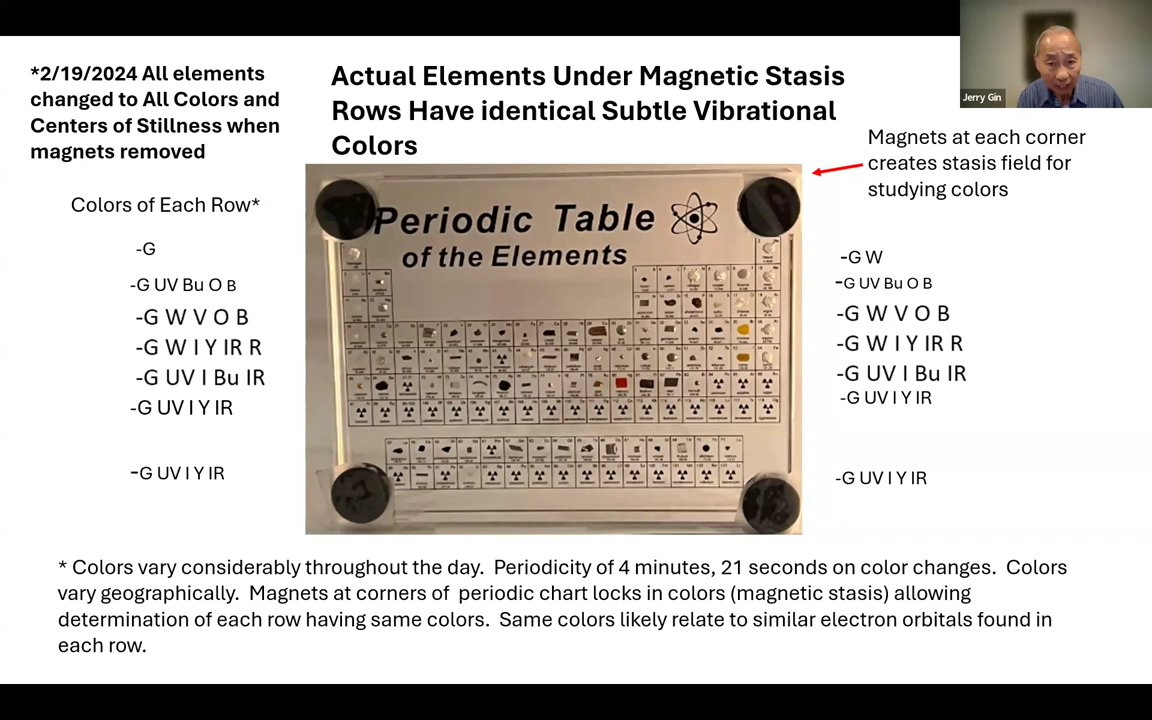 *2/19/2024 All elements
changed to All Colors and
Centers of Stillness when
magnets removed
Actual Elements Under Magnetic Stasis
Rows Have identical Subtle Vibrational
Colors
Jerry Gin
Magnets at each corner
creates stasis field for
studying colors
Colors of Each Row*
Periodic Table
of the Elements
-G
-G UV Bu O B
-G W V O B
-G W I Y IR R
-G UV I Bu IR
-G UV I Y IR
-G UV I Y IR
-G W
-G UV Bu O B
-G W V O B
-G W I Y IR R
-G UV I Bu IR
-G UV I Y IR
-G UV I Y IR
* Colors vary considerably throughout the day. Periodicity of 4 minutes, 21 seconds on color changes. Colors
vary geographically. Magnets at corners of periodic chart locks in colors (magnetic stasis) allowing
determination of each row having same colors. Same colors likely relate to similar electron orbitals found in
each row.